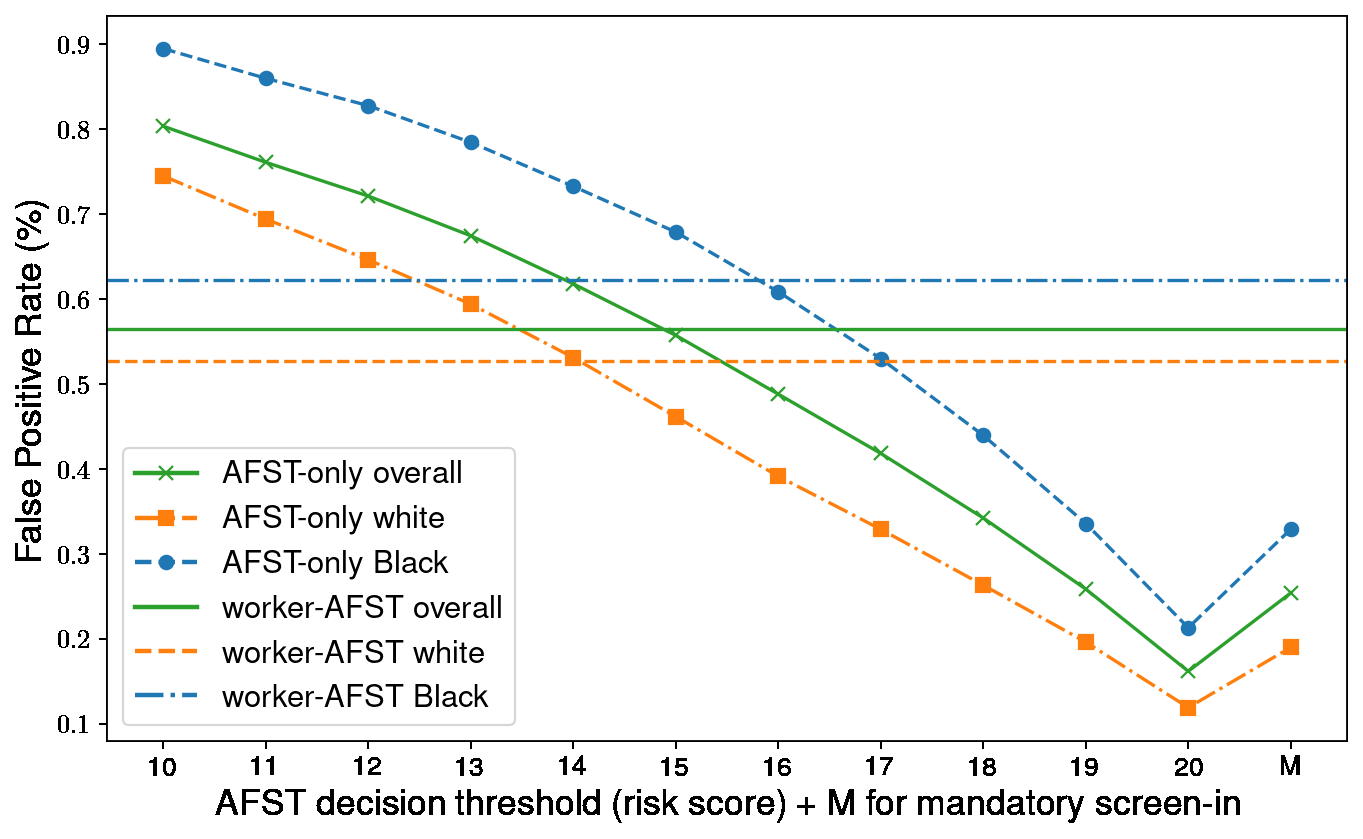 False Positive Rate (%)
0.9
0.8
0.7
0.6
0.5
0.4
0.3
0.2
0.1
AFST-only overall
AFST-only white
AFST-only Black
worker-AFST overall
worker-AFST white
worker-AFST Black
10 11 12 13 14 15 16 17 18 19 20 M
AFST decision threshold (risk score) + M for mandatory screen-in